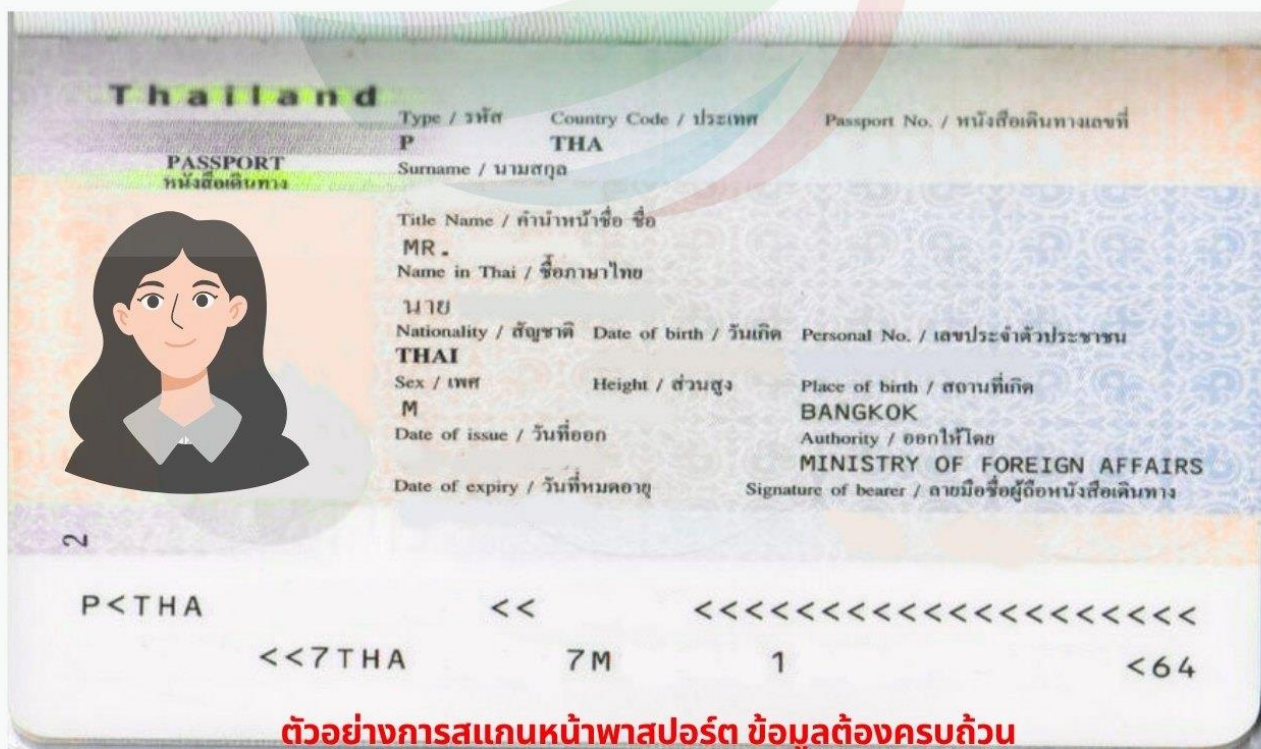 Thailand
PASSPORT
หนังสือเดินทาง
Type / รหัส Country Code / ประเทศ Passport No. / หนังสือเดินทางเลขที่
P THA
Surname / นามสกุล
Title Name / คำนำหน้าชื่อ ชื่อ
MR.
Name in Thai / ชื่อภาษาไทย
นาย
Nationality / สัญชาติ Date of birth / วันเกิด Personal No. / เลขประจำตัวประชาชน
THAI
Sex / เพศ Height / ส่วนสูง Place of birth / สถานที่เกิด
M BANGKOK
Date of issue / วันที่ออก Authority / ออกให้โดย
MINISTRY OF FOREIGN AFFAIRS
Date of expiry / วันที่หมดอายุ Signature of bearer / ลายมือชื่อผู้ถือหนังสือเดินทาง
2
P<THA << <<<<<<<<<<<<<<<<<<<<
<<7THA 7M 1 <64
ตัวอย่างการสแกนหน้าพาสปอร์ต ข้อมูลต้องครบถ้วน